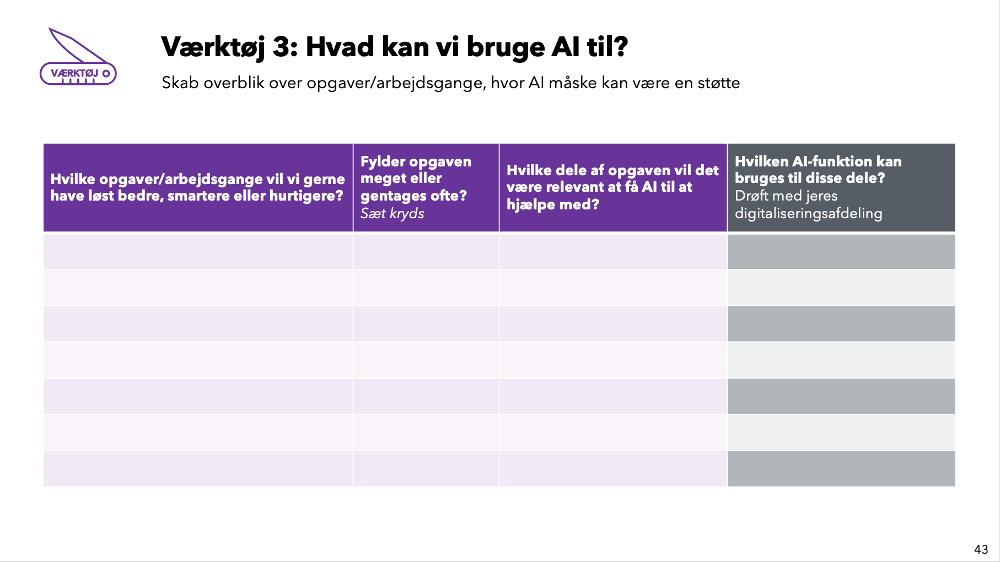 VÆRKTØJ
Værktøj 3: Hvad kan vi bruge AI til?
Skab overblik over opgaver/arbejdsgange, hvor AI måske kan være en støtte
Hvilke opgaver/arbejdsgange vil vi gerne
have løst bedre, smartere eller hurtigere?
Fylder opgaven
meget eller
gentages ofte?
Sæt kryds
Hvilke dele af opgaven vil det
være relevant at få AI til at
hjælpe med?
Hvilken AI-funktion kan
bruges til disse dele?
Drøft med jeres
digitaliseringsafdeling
43